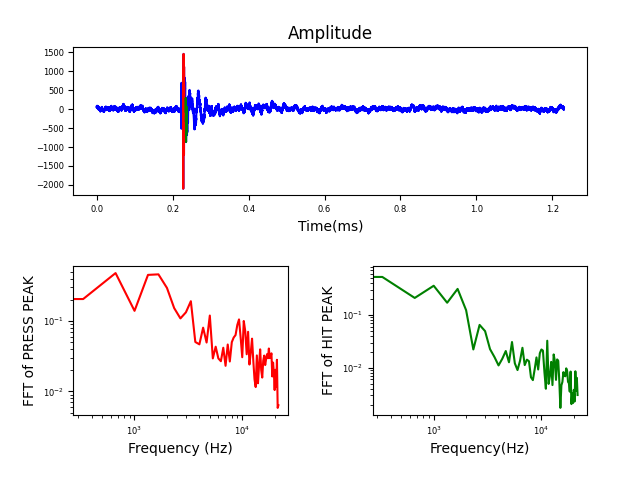 Amplitude
1500
1000
500
0
−500
−1000
−1500
−2000
0.0 0.2 0.4 0.6 0.8 1.0 1.2
Time(ms)
FFT of PRESS PEAK
10⁻¹
10⁻²
10³ 10⁴
Frequency (Hz)
FFT of HIT PEAK
10⁻¹
10⁻²
10³ 10⁴
Frequency(Hz)